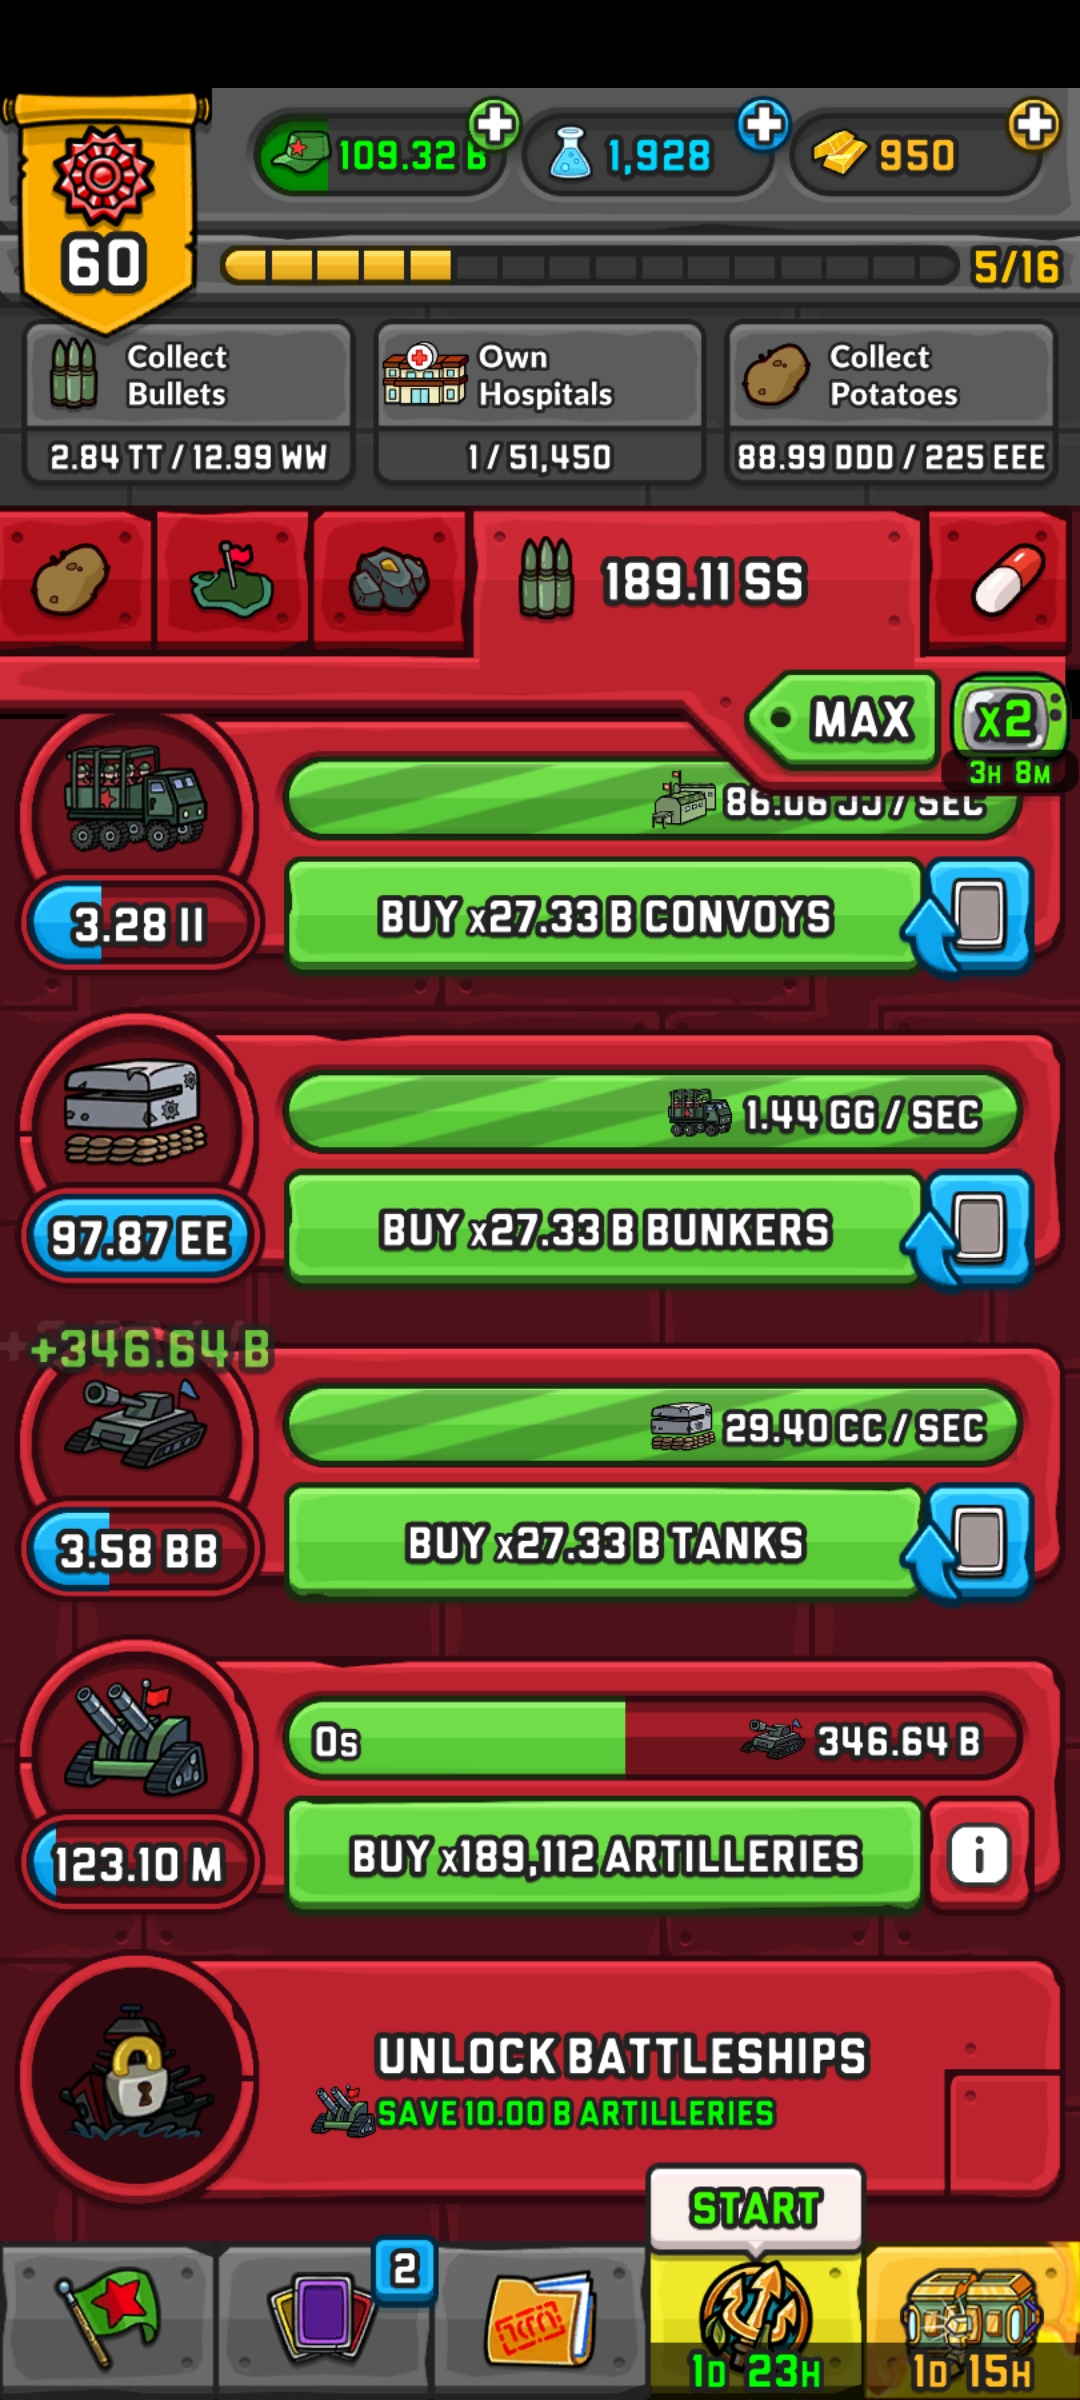 60
109.32 B
1,928
950
5/16
Collect
Bullets
2.84 TT / 12.99 WW
Own
Hospitals
1 / 51,450
Collect
Potatoes
88.99 DDD / 225 EEE
189.11 SS
MAX
x2
3H 8M
86.06 JJ / SEC
3.28 II
BUY x27.33 B CONVOYS
1.44 GG / SEC
97.87 EE
BUY x27.33 B BUNKERS
+346.64 B
29.40 CC / SEC
3.58 BB
BUY x27.33 B TANKS
0s
346.64 B
123.10 M
BUY x189,112 ARTILLERIES
i
UNLOCK BATTLESHIPS
SAVE 10.00 B ARTILLERIES
START
2
1D 23H
1D 15H